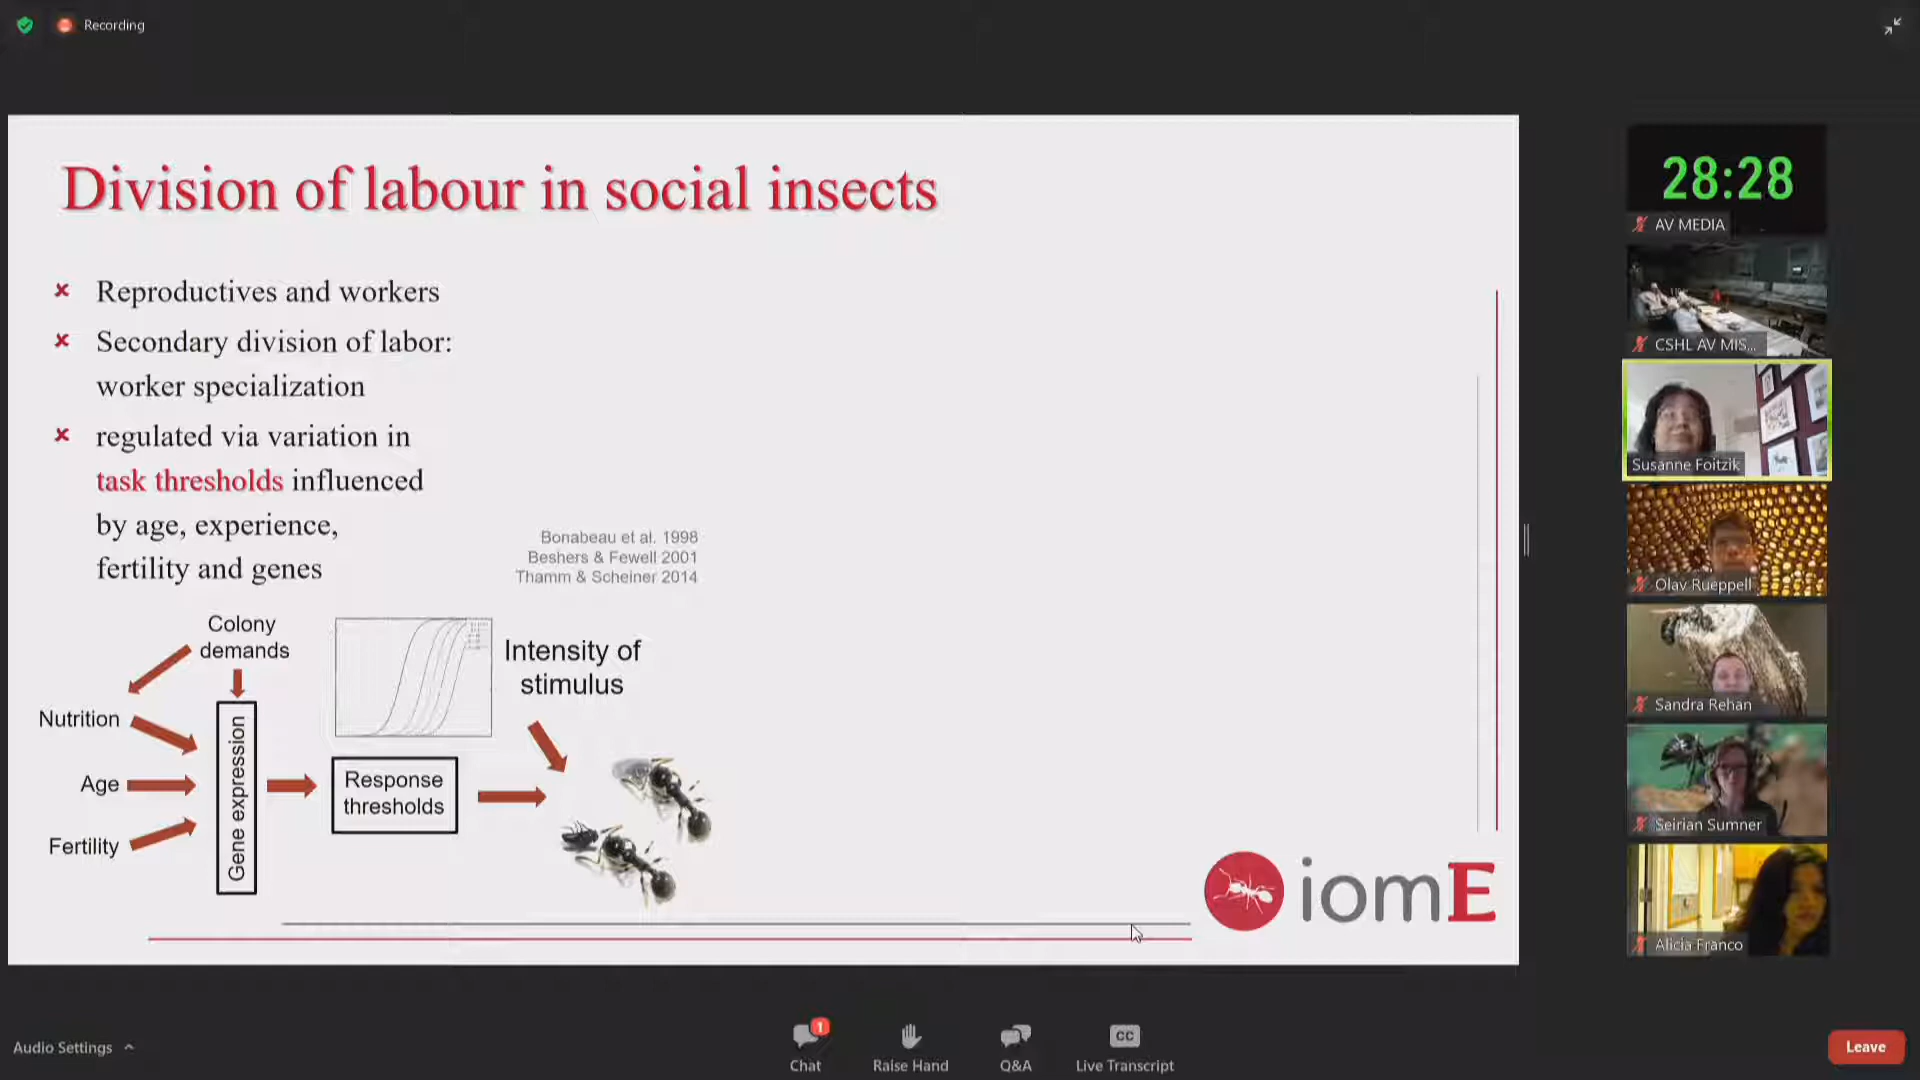 Recording
Division of labour in social insects
Reproductives and workers
Secondary division of labor:
worker specialization
regulated via variation in
task thresholds influenced
by age, experience,
fertility and genes
Bonabeau et al. 1998
Beshers & Fewell 2001
Thamm & Scheiner 2014
Colony
demands
Nutrition
Age
Fertility
Gene expression
Response
thresholds
Intensity of
stimulus
iomE
28:28
AV MEDIA
CSHL AV MIS...
Susanne Foitzik
Olav Rueppell
Sandra Rehan
Seirian Sumner
Alicia Franco
Audio Settings
1
Chat
Raise Hand
Q&A
CC
Live Transcript
Leave